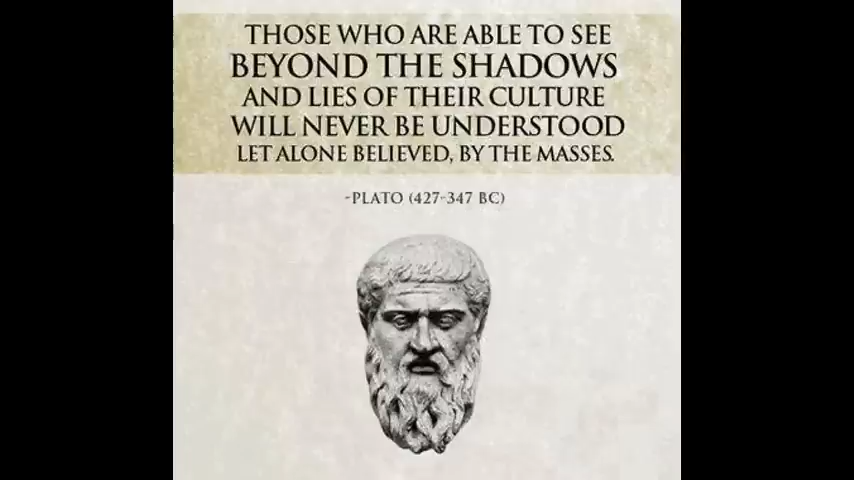 THOSE WHO ARE ABLE TO SEE
BEYOND THE SHADOWS
AND LIES OF THEIR CULTURE
WILL NEVER BE UNDERSTOOD
LET ALONE BELIEVED, BY THE MASSES.
-PLATO (427-347 BC)